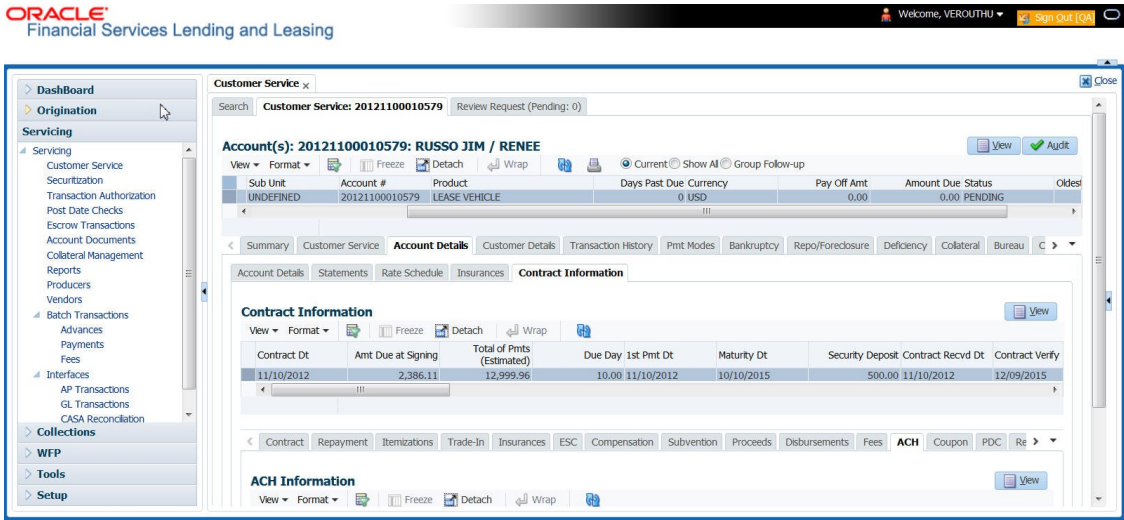 ORACLE'
Financial Services Lending and Leasing
Welcome, VEROUTHU
Sign Out [QA]
Close
DashBoard
Origination
Servicing
Servicing
Customer Service
Securitization
Transaction Authorization
Post Date Checks
Escrow Transactions
Account Documents
Collateral Management
Reports
Producers
Vendors
Batch Transactions
Advances
Payments
Fees
Interfaces
AP Transactions
GL Transactions
CASA Reconciliation
Collections
WFP
Tools
Setup
Customer Service
Search Customer Service: 20121100010579 Review Request (Pending: 0)
Account(s): 20121100010579: RUSSO JIM / RENEE
View Audit
View Format Freeze Detach Wrap Current Show All Group Follow-up
Sub Unit Account # Product Days Past Due Currency Pay Off Amt Amount Due Status Oldest
UNDEFINED 20121100010579 LEASE VEHICLE 0 USD 0.00 0.00 PENDING
Summary Customer Service Account Details Customer Details Transaction History Pmt Modes Bankruptcy Repo/Foreclosure Deficiency Collateral Bureau C
Account Details Statements Rate Schedule Insurances Contract Information
Contract Information
View
View Format Freeze Detach Wrap
Contract Dt Amt Due at Signing Total of Pmts (Estimated) Due Day 1st Pmt Dt Maturity Dt Security Deposit Contract Recvd Dt Contract Verify
11/10/2012 2,386.11 12,999.96 10.00 11/10/2012 10/10/2015 500.00 11/10/2012 12/09/2015
Contract Repayment Itemizations Trade-In Insurances ESC Compensation Subvention Proceeds Disbursements Fees ACH Coupon PDC Re
ACH Information
View
View Format Freeze Detach Wrap